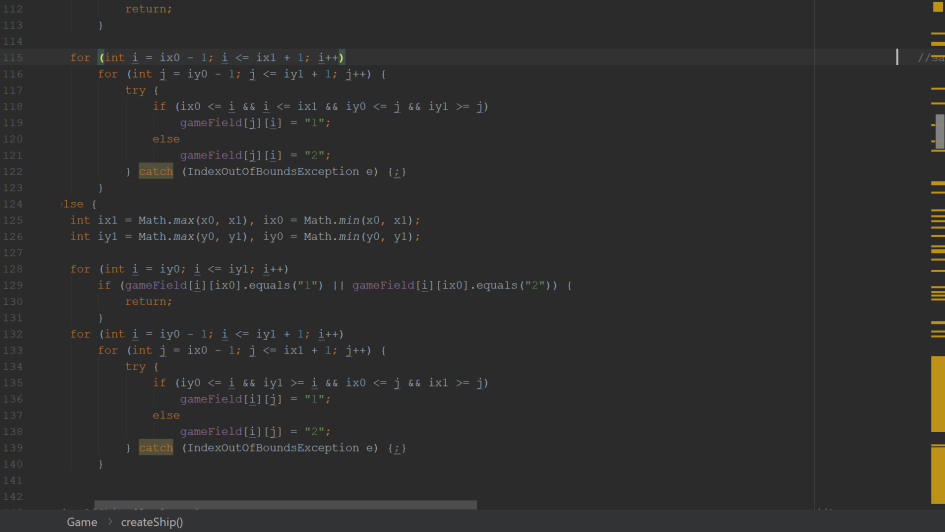 112 return;
113 }
114
115 for (int i = ix0 - 1; i <= ix1 + 1; i++) //sa
116 for (int j = iy0 - 1; j <= iy1 + 1; j++) {
117 try {
118 if (ix0 <= i && i <= ix1 && iy0 <= j && iy1 >= j)
119 gameField[j][i] = "1";
120 else
121 gameField[j][i] = "2";
122 } catch (IndexOutOfBoundsException e) {;}
123 }
124 lse {
125 int ix1 = Math.max(x0, x1), ix0 = Math.min(x0, x1);
126 int iy1 = Math.max(y0, y1), iy0 = Math.min(y0, y1);
127
128 for (int i = iy0; i <= iy1; i++)
129 if (gameField[i][ix0].equals("1") || gameField[i][ix0].equals("2")) {
130 return;
131 }
132 for (int i = iy0 - 1; i <= iy1 + 1; i++)
133 for (int j = ix0 - 1; j <= ix1 + 1; j++) {
134 try {
135 if (iy0 <= i && iy1 >= i && ix0 <= j && ix1 >= j)
136 gameField[i][j] = "1";
137 else
138 gameField[i][j] = "2";
139 } catch (IndexOutOfBoundsException e) {;}
140 }
141
142
Game > createShip()